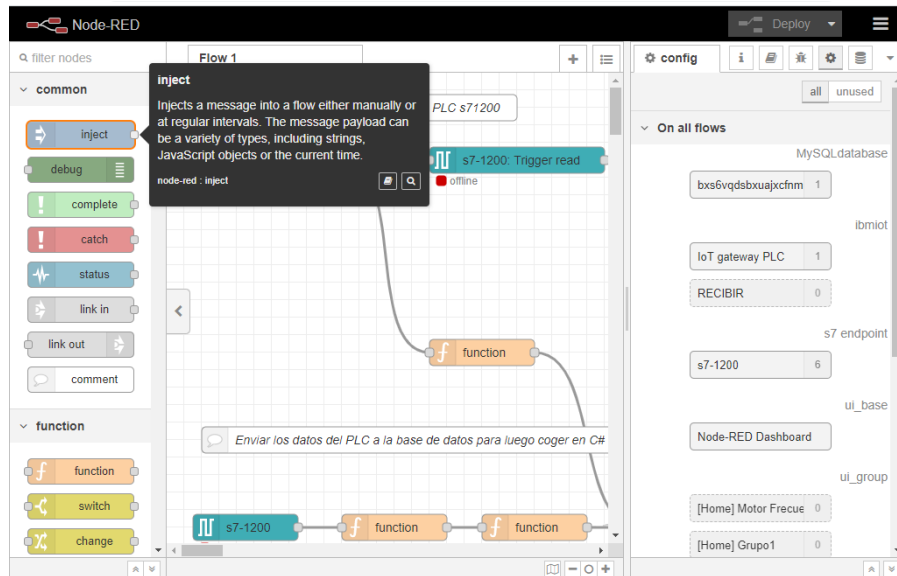 Node-RED
Deploy
filter nodes
Flow 1
config
all
unused
common
inject
debug
complete
catch
status
link in
link out
comment
function
function
switch
change
inject
Injects a message into a flow either manually or
at regular intervals. The message payload can
be a variety of types, including strings,
JavaScript objects or the current time.
node-red : inject
PLC s71200
s7-1200: Trigger read
offline
function
Enviar los datos del PLC a la base de datos para luego coger en C#
s7-1200
function
function
On all flows
MySQLdatabase
bxs6vqdsbxuajxcfnm 1
ibmiot
IoT gateway PLC 1
RECIBIR 0
s7 endpoint
s7-1200 6
ui_base
Node-RED Dashboard
ui_group
[Home] Motor Frecue 0
[Home] Grupo1 0